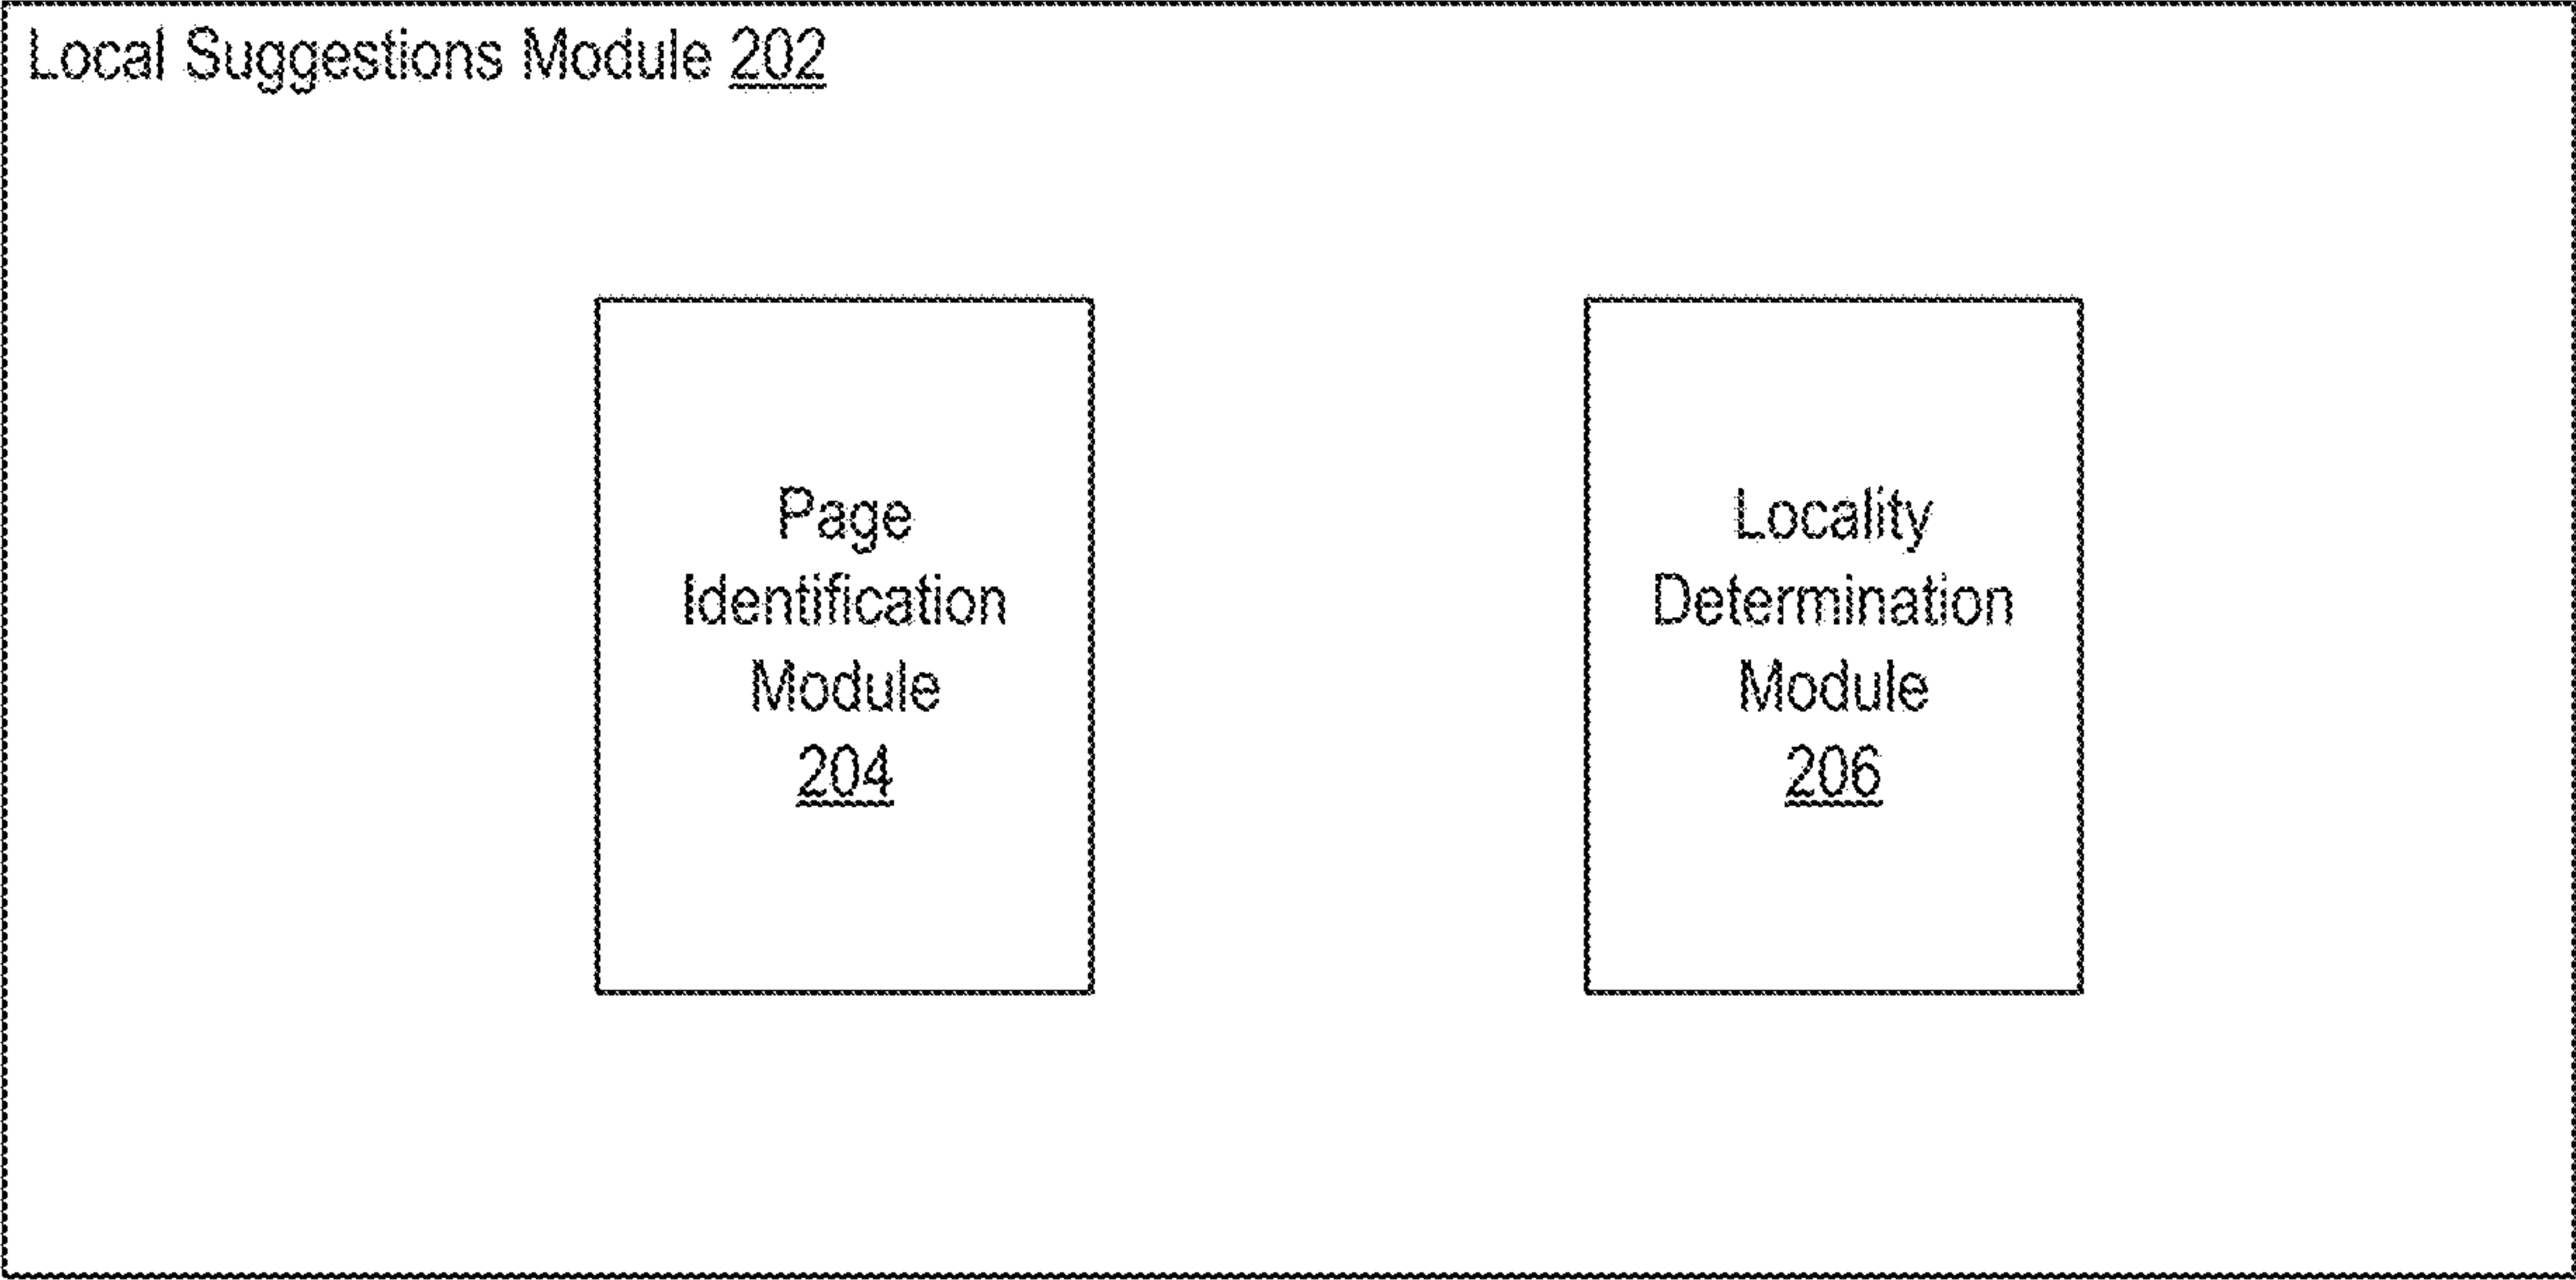 Local Suggestions Module 202
Page
Identification
Module
204
Locality
Determination
Module
206